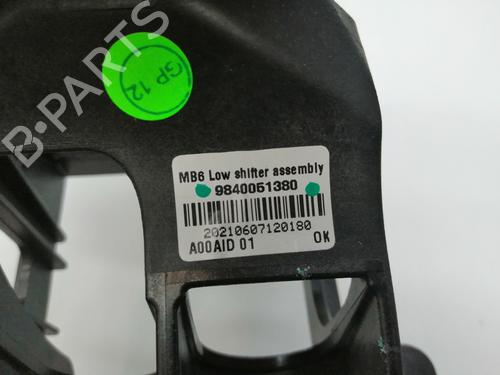 B-PARTS
GP 12
MB6 Low shifter assembly
9840051380
20210607120180
A00AID 01 OK